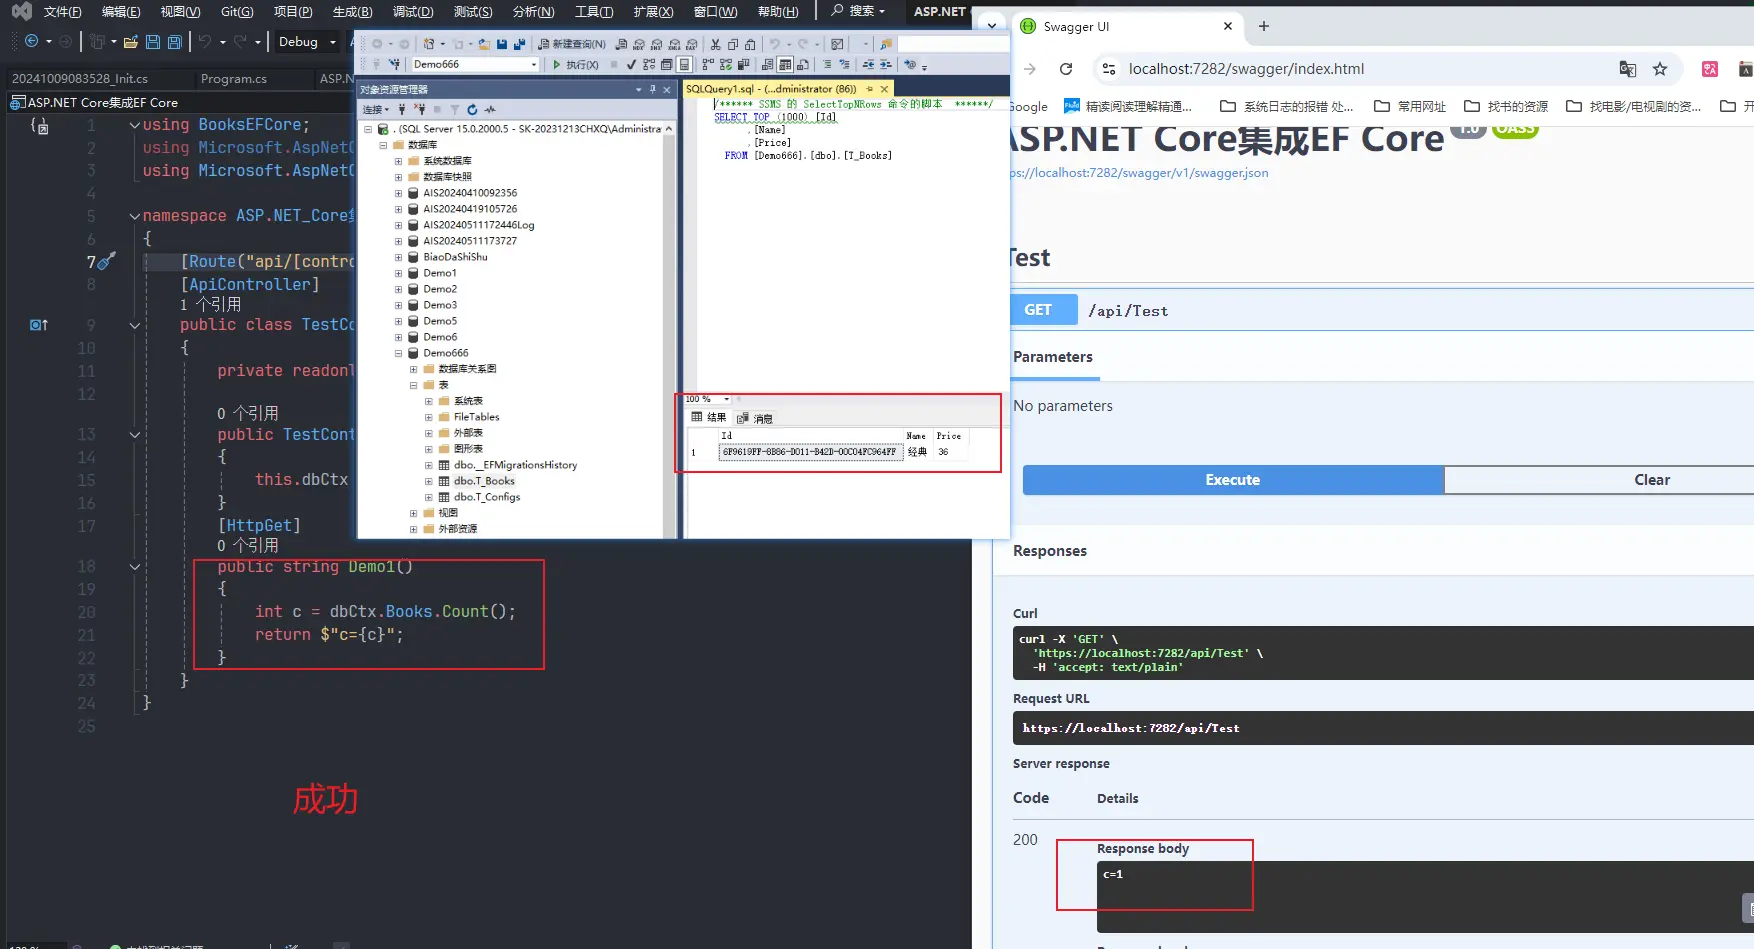 文件(F) 编辑(E) 视图(V) Git(G) 项目(P) 生成(B) 调试(D) 测试(S) 分析(N) 工具(T) 扩展(X) 窗口(W) 帮助(H) 搜索 ASP.NET
Debug
20241009083528_Init.cs Program.cs ASP.N
ASP.NET Core集成EF Core
1 using BooksEFCore;
2 using Microsoft.AspNetC
3 using Microsoft.AspNetC
4
5 namespace ASP.NET_Core集
6 {
7 [Route("api/[contro
8 [ApiController]
1 个引用
9 public class TestCo
10 {
11 private readonl
12
0 个引用
13 public TestCont
14 {
15 this.dbCtx
16 }
17 [HttpGet]
0 个引用
18 public string Demo1()
19 {
20 int c = dbCtx.Books.Count();
21 return $"c={c}";
22 }
23 }
24 }
25
成功
新建查询(N)
Demo666 执行(X)
对象资源管理器
连接
. (SQL Server 15.0.2000.5 - SK-20231213CHXQ\Administra
数据库
系统数据库
数据库快照
AIS20240410092356
AIS20240419105726
AIS20240511172446Log
AIS20240511173727
BiaoDaShiShu
Demo1
Demo2
Demo3
Demo5
Demo6
Demo666
数据库关系图
表
系统表
FileTables
外部表
图形表
dbo.__EFMigrationsHistory
dbo.T_Books
dbo.T_Configs
视图
外部资源
SQLQuery1.sql - (...dministrator (86))
/****** SSMS 的 SelectTopNRows 命令的脚本 ******/
SELECT TOP (1000) [Id]
,[Name]
,[Price]
FROM [Demo666].[dbo].[T_Books]
100 %
结果 消息
Id Name Price
1 6F9619FF-8B86-D011-B42D-00C04FC964FF 经典 36
Swagger UI
localhost:7282/swagger/index.html
Google 精读阅读理解精通... 系统日志的报错 处... 常用网址 找书的资源 找电影/电视剧的资... 开
ASP.NET Core集成EF Core 1.0 OAS3
ps://localhost:7282/swagger/v1/swagger.json
Test
GET /api/Test
Parameters
No parameters
Execute Clear
Responses
Curl
curl -X 'GET' \
'https://localhost:7282/api/Test' \
-H 'accept: text/plain'
Request URL
https://localhost:7282/api/Test
Server response
Code Details
200
Response body
c=1